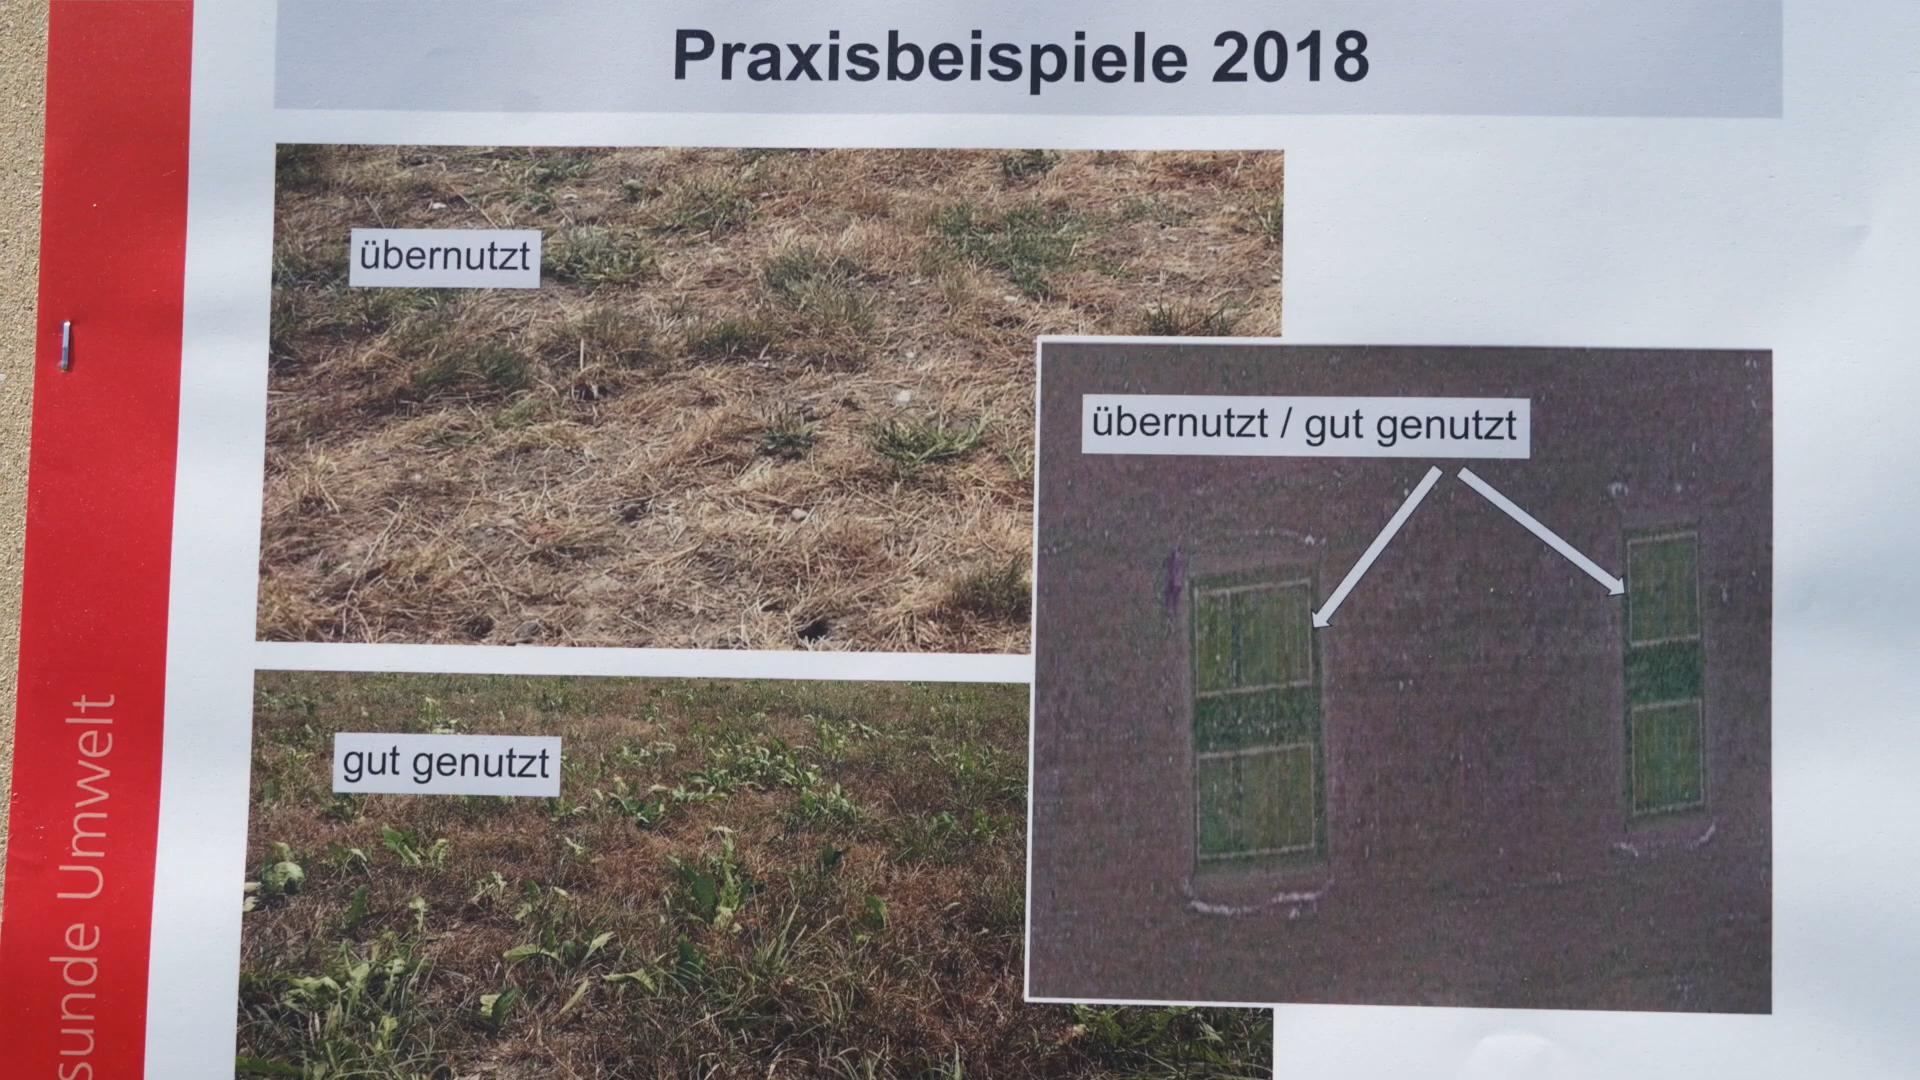 Praxisbeispiele 2018
übernutzt
übernutzt / gut genutzt
gut genutzt
sunde Umwelt